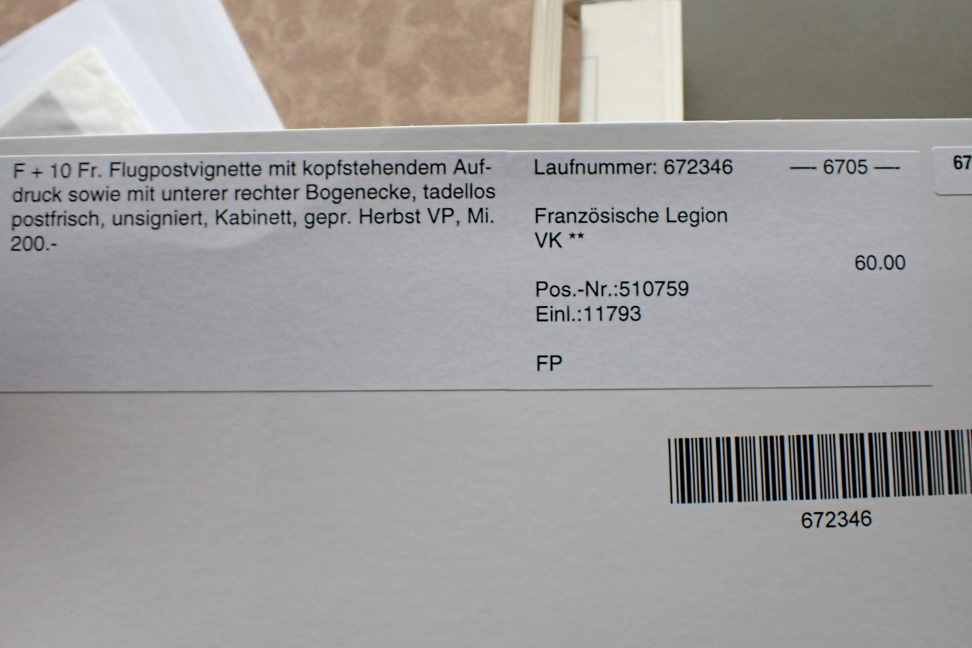 F + 10 Fr. Flugpostvignette mit kopfstehendem Auf-
druck sowie mit unterer rechter Bogenecke, tadellos
postfrisch, unsigniert, Kabinett, gepr. Herbst VP, Mi.
200.-
Laufnummer: 672346 — 6705 —
Französische Legion
VK **
60.00
Pos.-Nr.:510759
Einl.:11793
FP
67
672346